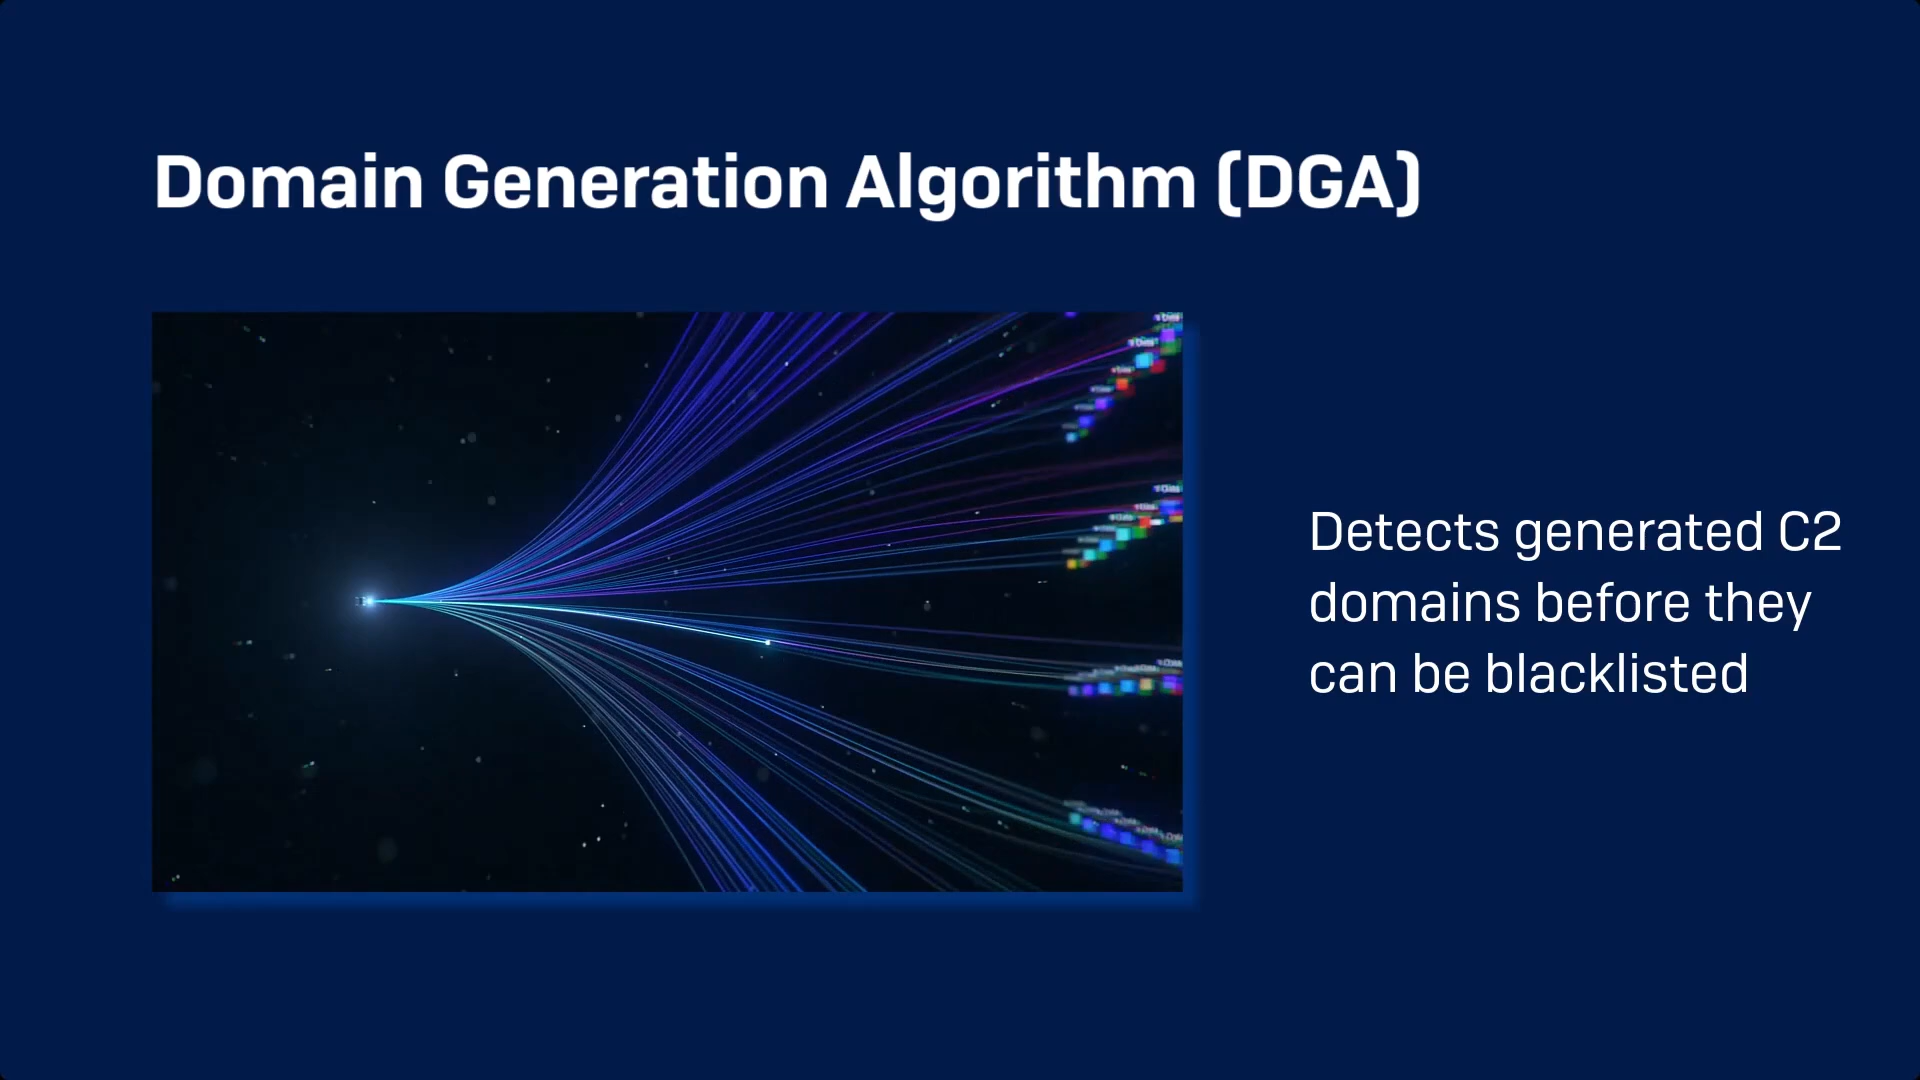 Domain Generation Algorithm (DGA)
Detects generated C2
domains before they
can be blacklisted